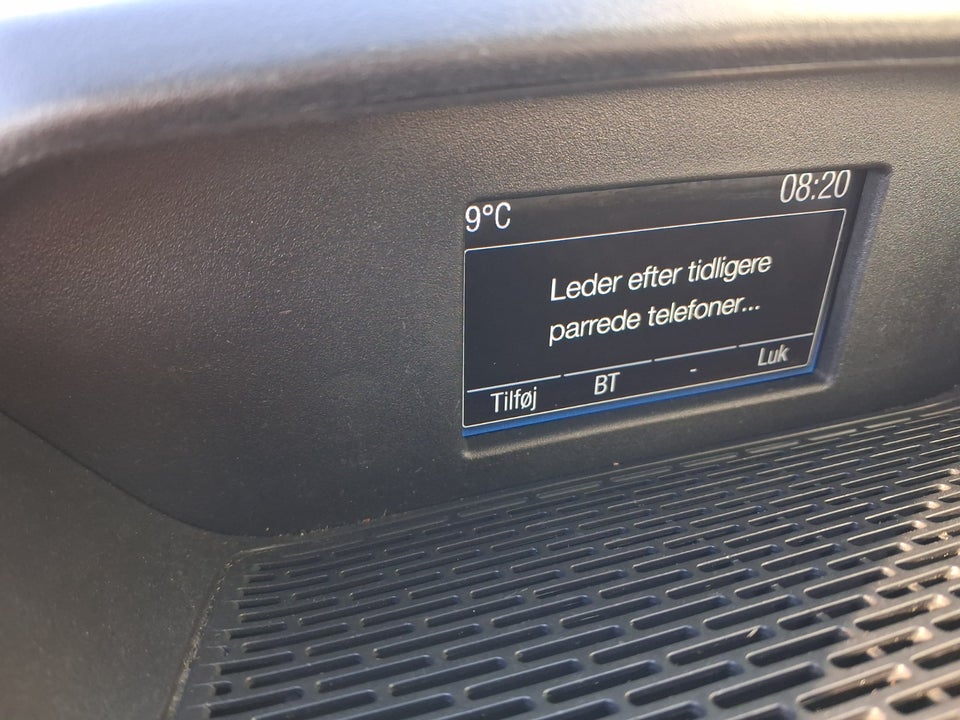 9°C
08:20
Leder efter tidligere
parrede telefoner...
Tilføj BT - Luk